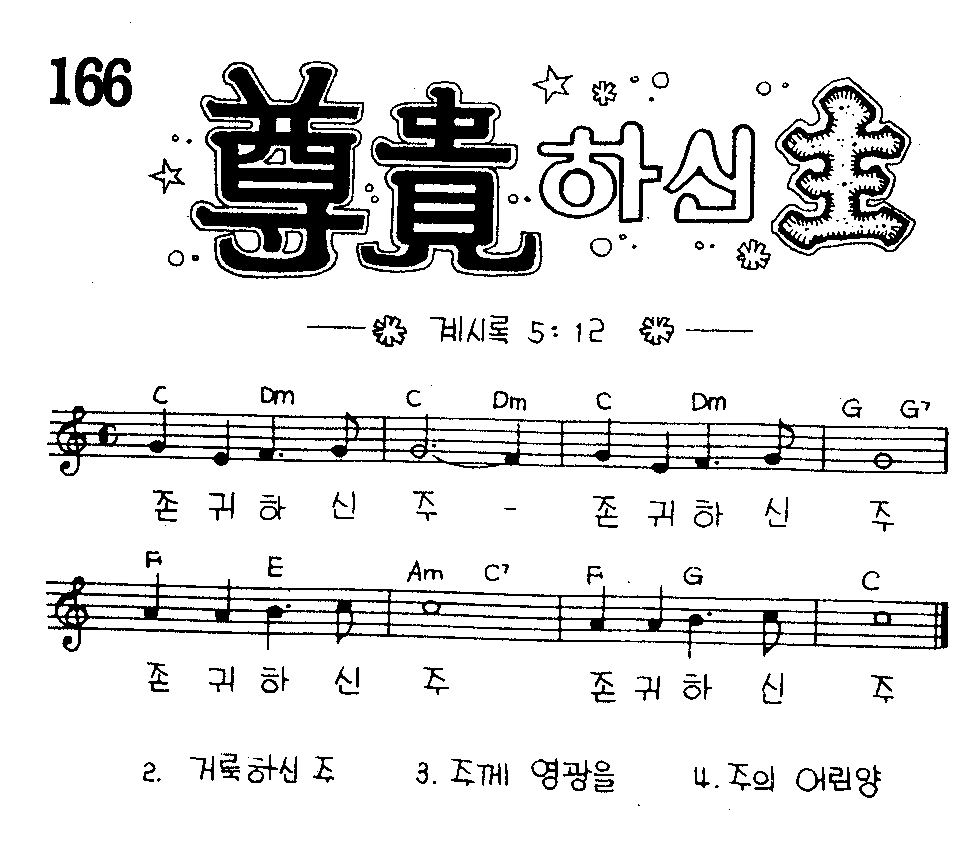 166
尊貴하신 主
계시록 5:12
C Dm C Dm C Dm G G7
존 귀 하 신 주 - 존 귀 하 신 주
F E Am C7 F G C
존 귀 하 신 주 존 귀 하 신 주
2. 거룩하신 주 3. 주께 영광을 4. 주의 어린양